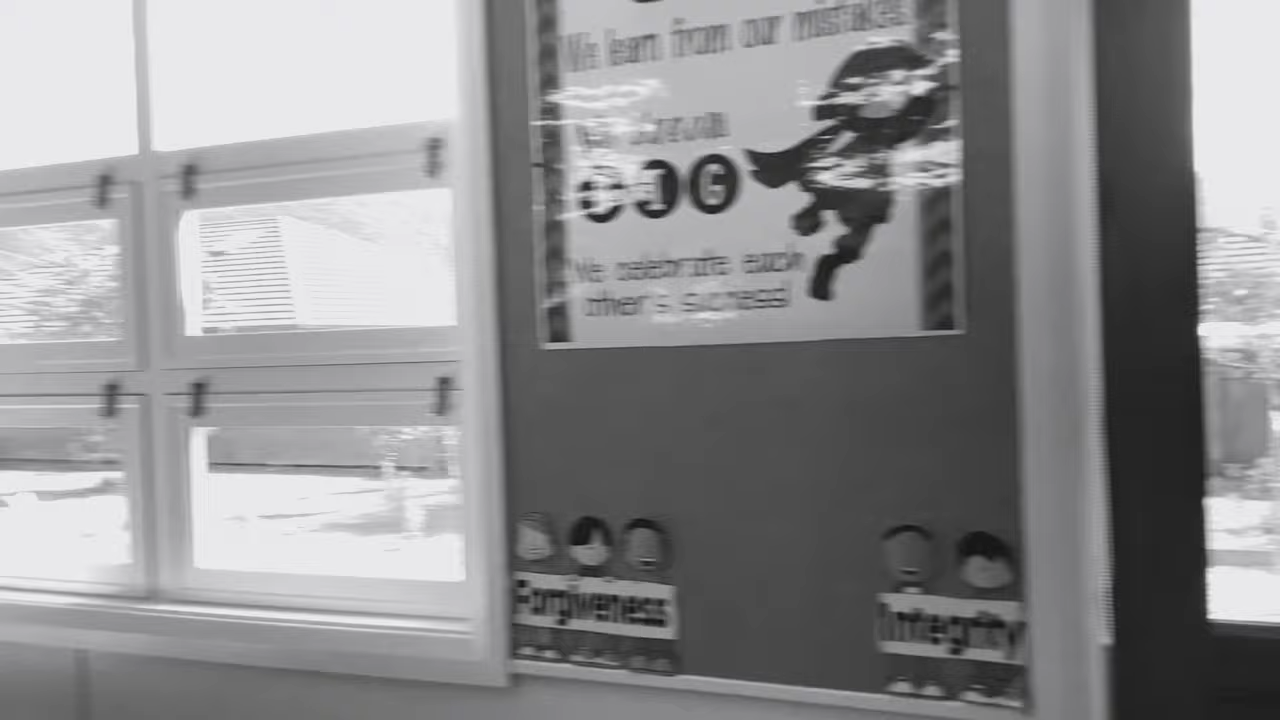 We learn from our mistakes
We celebrate each
other's success!
Forgiveness
Integrity